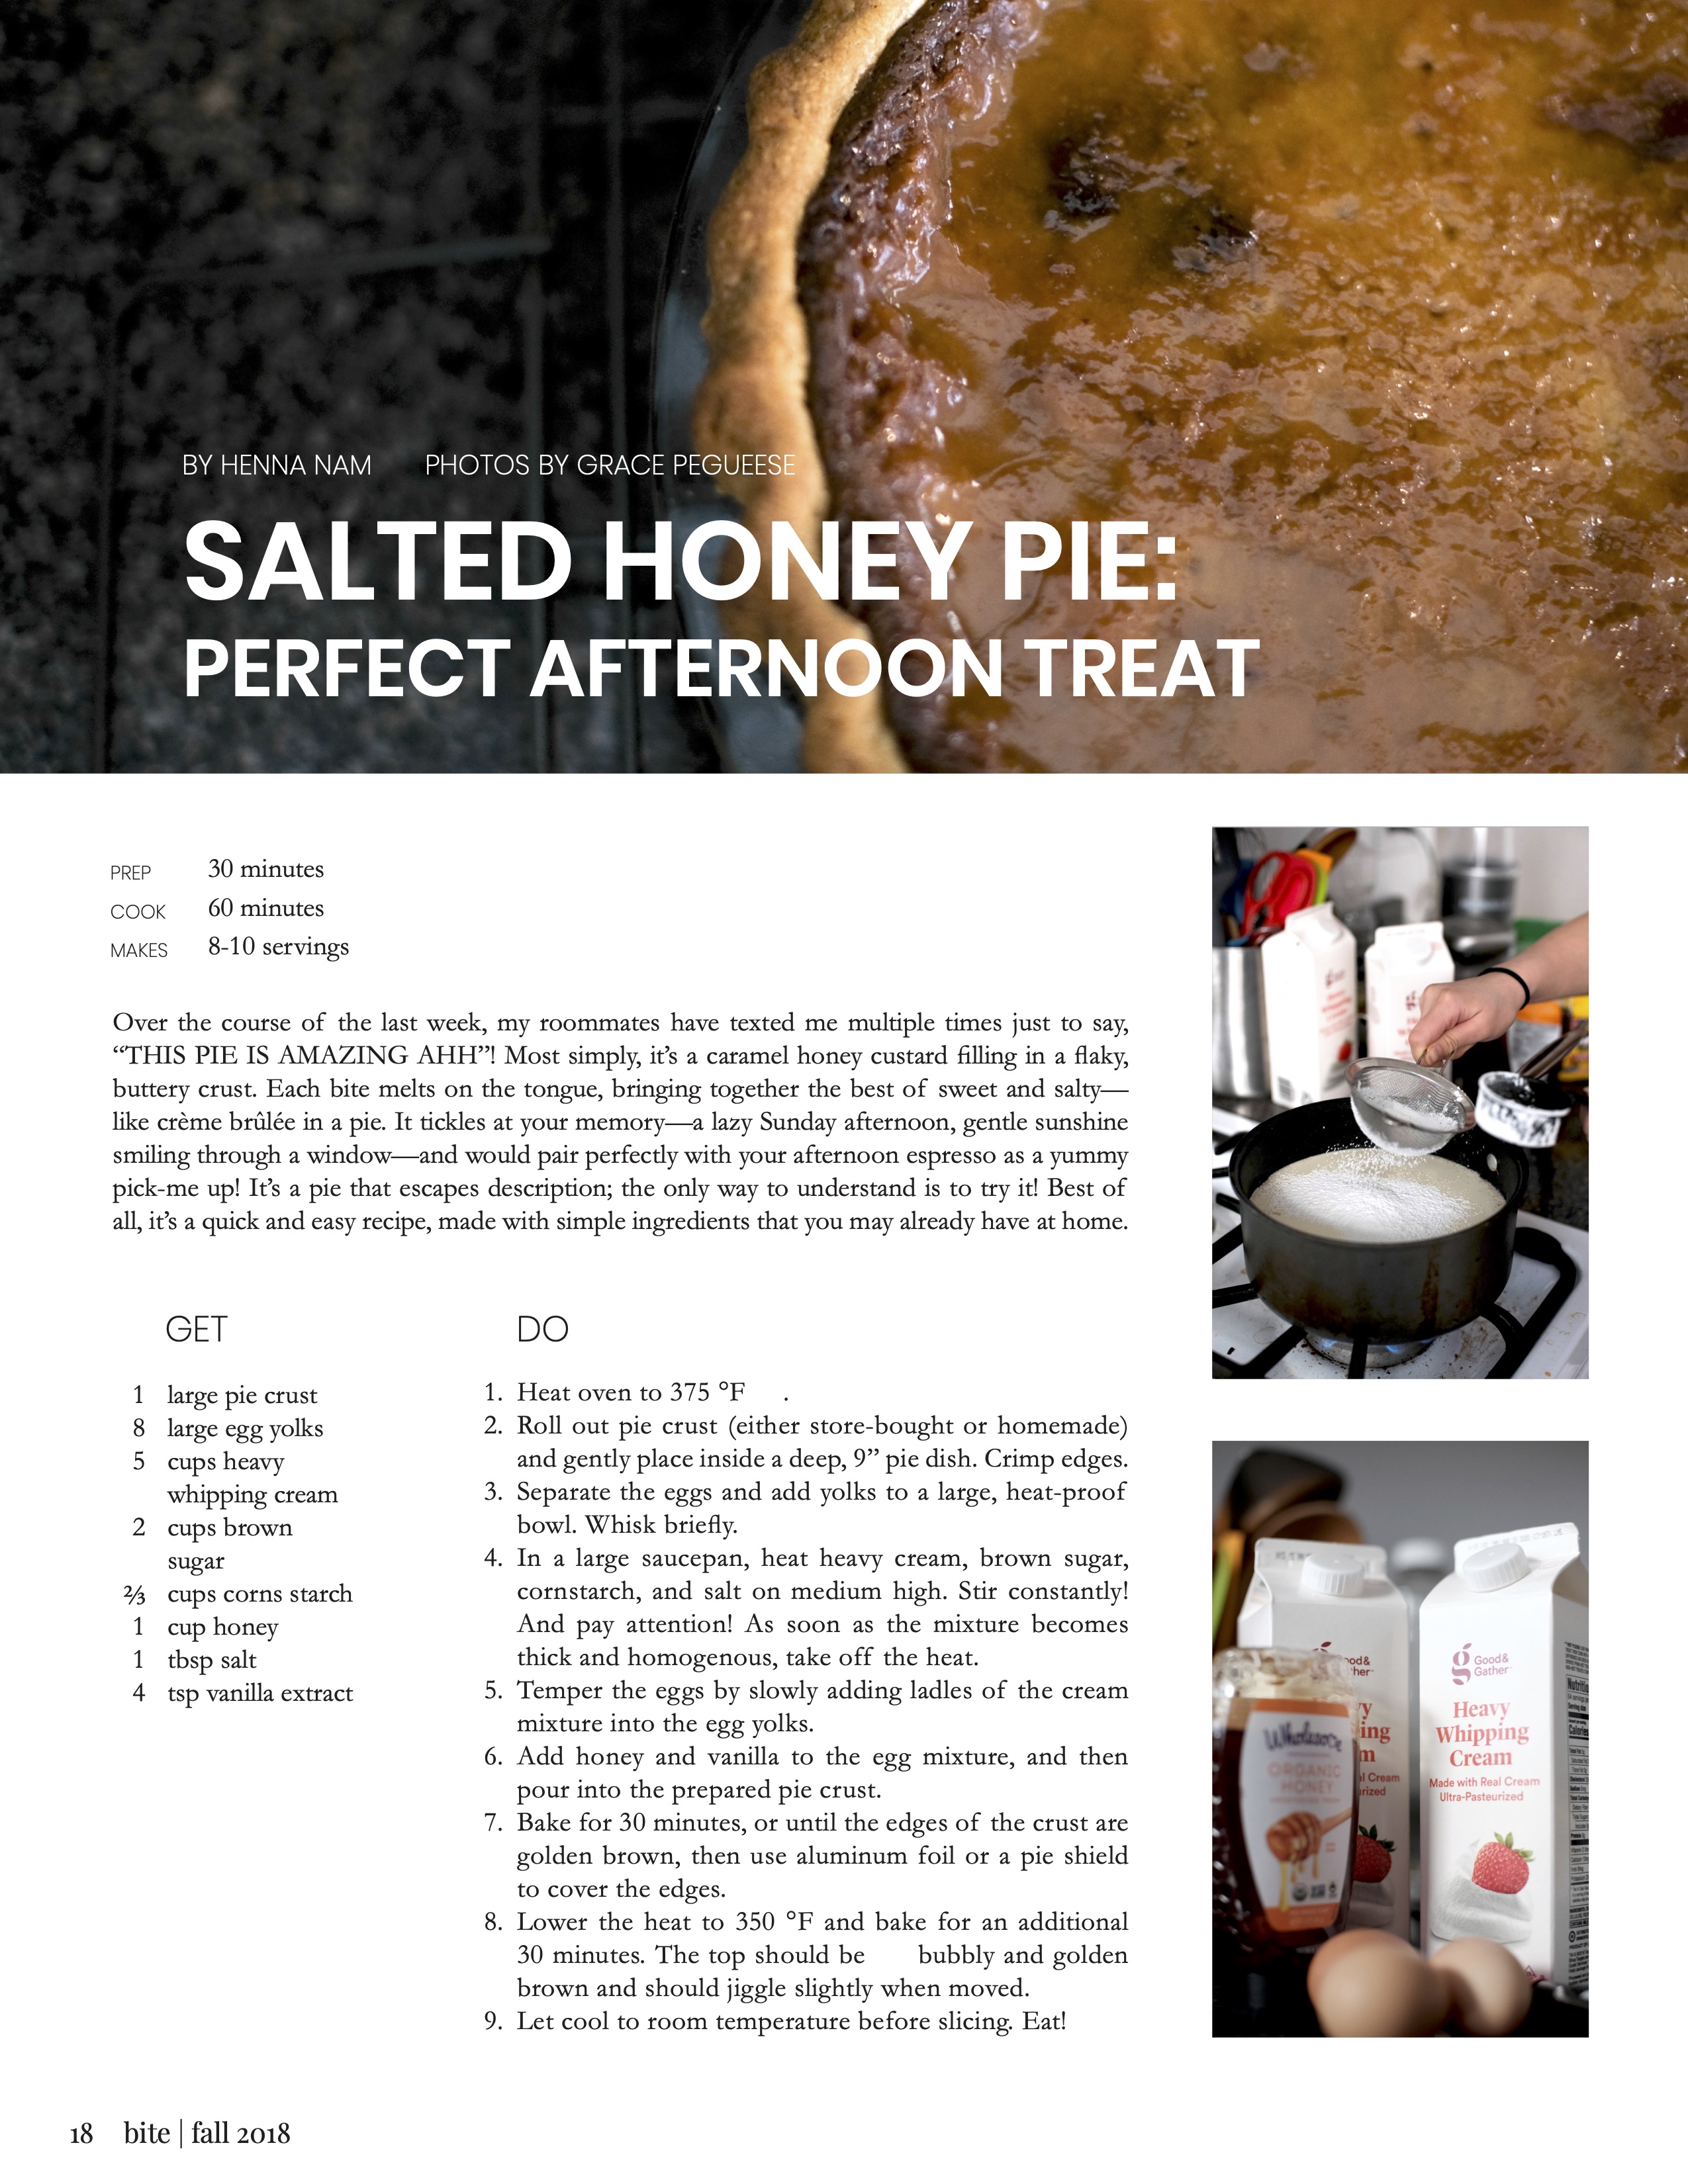 BY HENNA NAM PHOTOS BY GRACE PEGUEESE
SALTED HONEY PIE:
PERFECT AFTERNOON TREAT
PREP 30 minutes
COOK 60 minutes
MAKES 8-10 servings
Over the course of the last week, my roommates have texted me multiple times just to say,
“THIS PIE IS AMAZING AHH”! Most simply, it’s a caramel honey custard filling in a flaky,
buttery crust. Each bite melts on the tongue, bringing together the best of sweet and salty—
like crème brûlée in a pie. It tickles at your memory—a lazy Sunday afternoon, gentle sunshine
smiling through a window—and would pair perfectly with your afternoon espresso as a yummy
pick-me up! It’s a pie that escapes description; the only way to understand is to try it! Best of
all, it’s a quick and easy recipe, made with simple ingredients that you may already have at home.
GET
1 large pie crust
8 large egg yolks
5 cups heavy
whipping cream
2 cups brown
sugar
⅔ cups corns starch
1 cup honey
1 tbsp salt
4 tsp vanilla extract
DO
1. Heat oven to 375 °F .
2. Roll out pie crust (either store-bought or homemade)
and gently place inside a deep, 9” pie dish. Crimp edges.
3. Separate the eggs and add yolks to a large, heat-proof
bowl. Whisk briefly.
4. In a large saucepan, heat heavy cream, brown sugar,
cornstarch, and salt on medium high. Stir constantly!
And pay attention! As soon as the mixture becomes
thick and homogenous, take off the heat.
5. Temper the eggs by slowly adding ladles of the cream
mixture into the egg yolks.
6. Add honey and vanilla to the egg mixture, and then
pour into the prepared pie crust.
7. Bake for 30 minutes, or until the edges of the crust are
golden brown, then use aluminum foil or a pie shield
to cover the edges.
8. Lower the heat to 350 °F and bake for an additional
30 minutes. The top should be bubbly and golden
brown and should jiggle slightly when moved.
9. Let cool to room temperature before slicing. Eat!
Good&
Gather
Heavy
Whipping
Cream
Made with Real Cream
Ultra-Pasteurized
ORGANIC
HONEY
18 bite | fall 2018